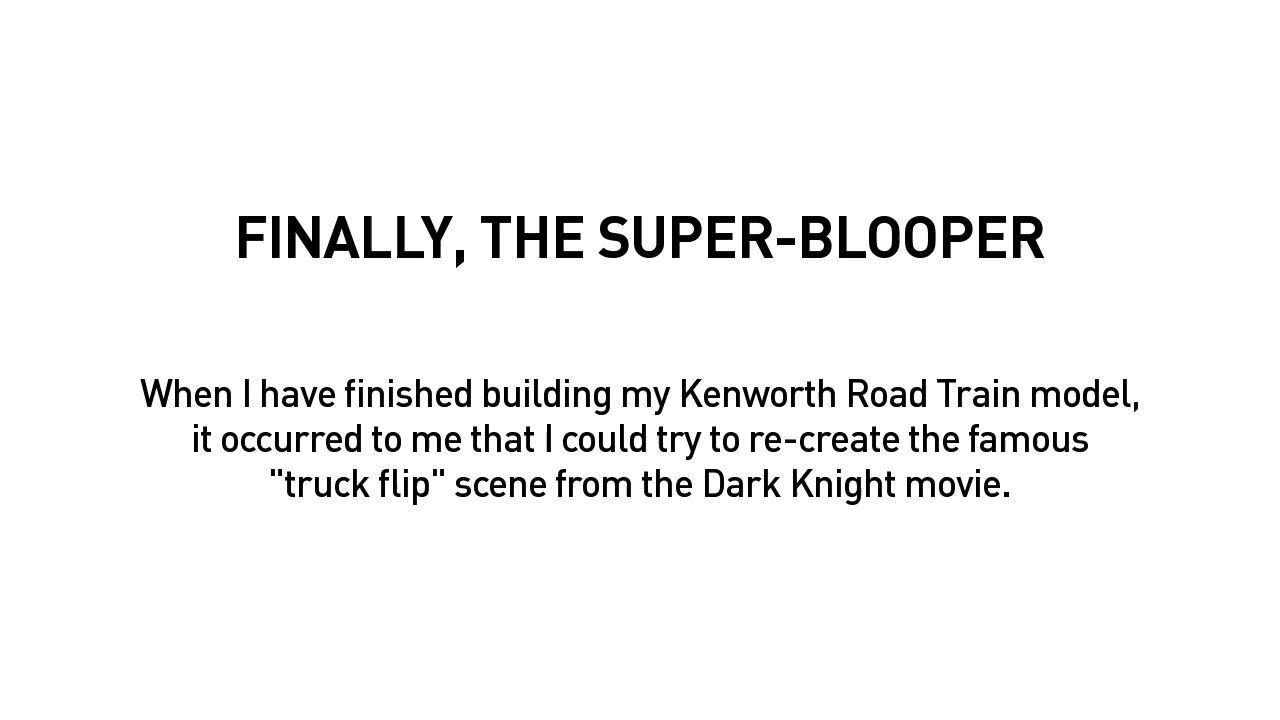 FINALLY, THE SUPER-BLOOPER
When I have finished building my Kenworth Road Train model,
it occurred to me that I could try to re-create the famous
"truck flip" scene from the Dark Knight movie.